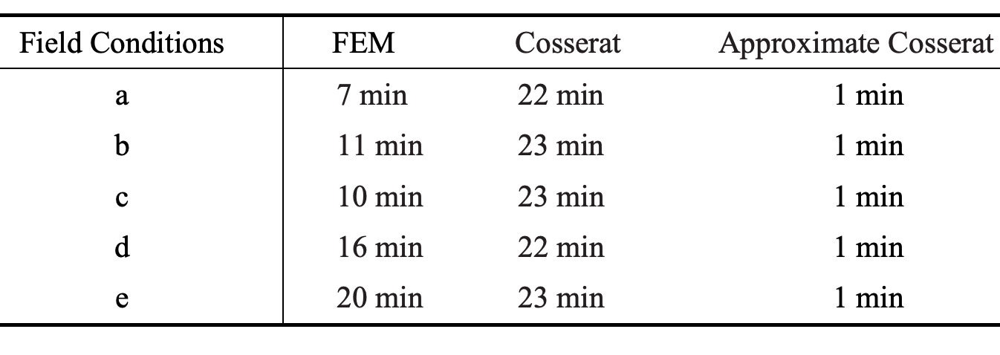 Field Conditions FEM Cosserat Approximate Cosserat
a 7 min 22 min 1 min
b 11 min 23 min 1 min
c 10 min 23 min 1 min
d 16 min 22 min 1 min
e 20 min 23 min 1 min